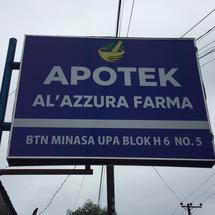 APOTEK
AL'AZZURA FARMA
BTN MINASA UPA BLOK H 6 NO. 5